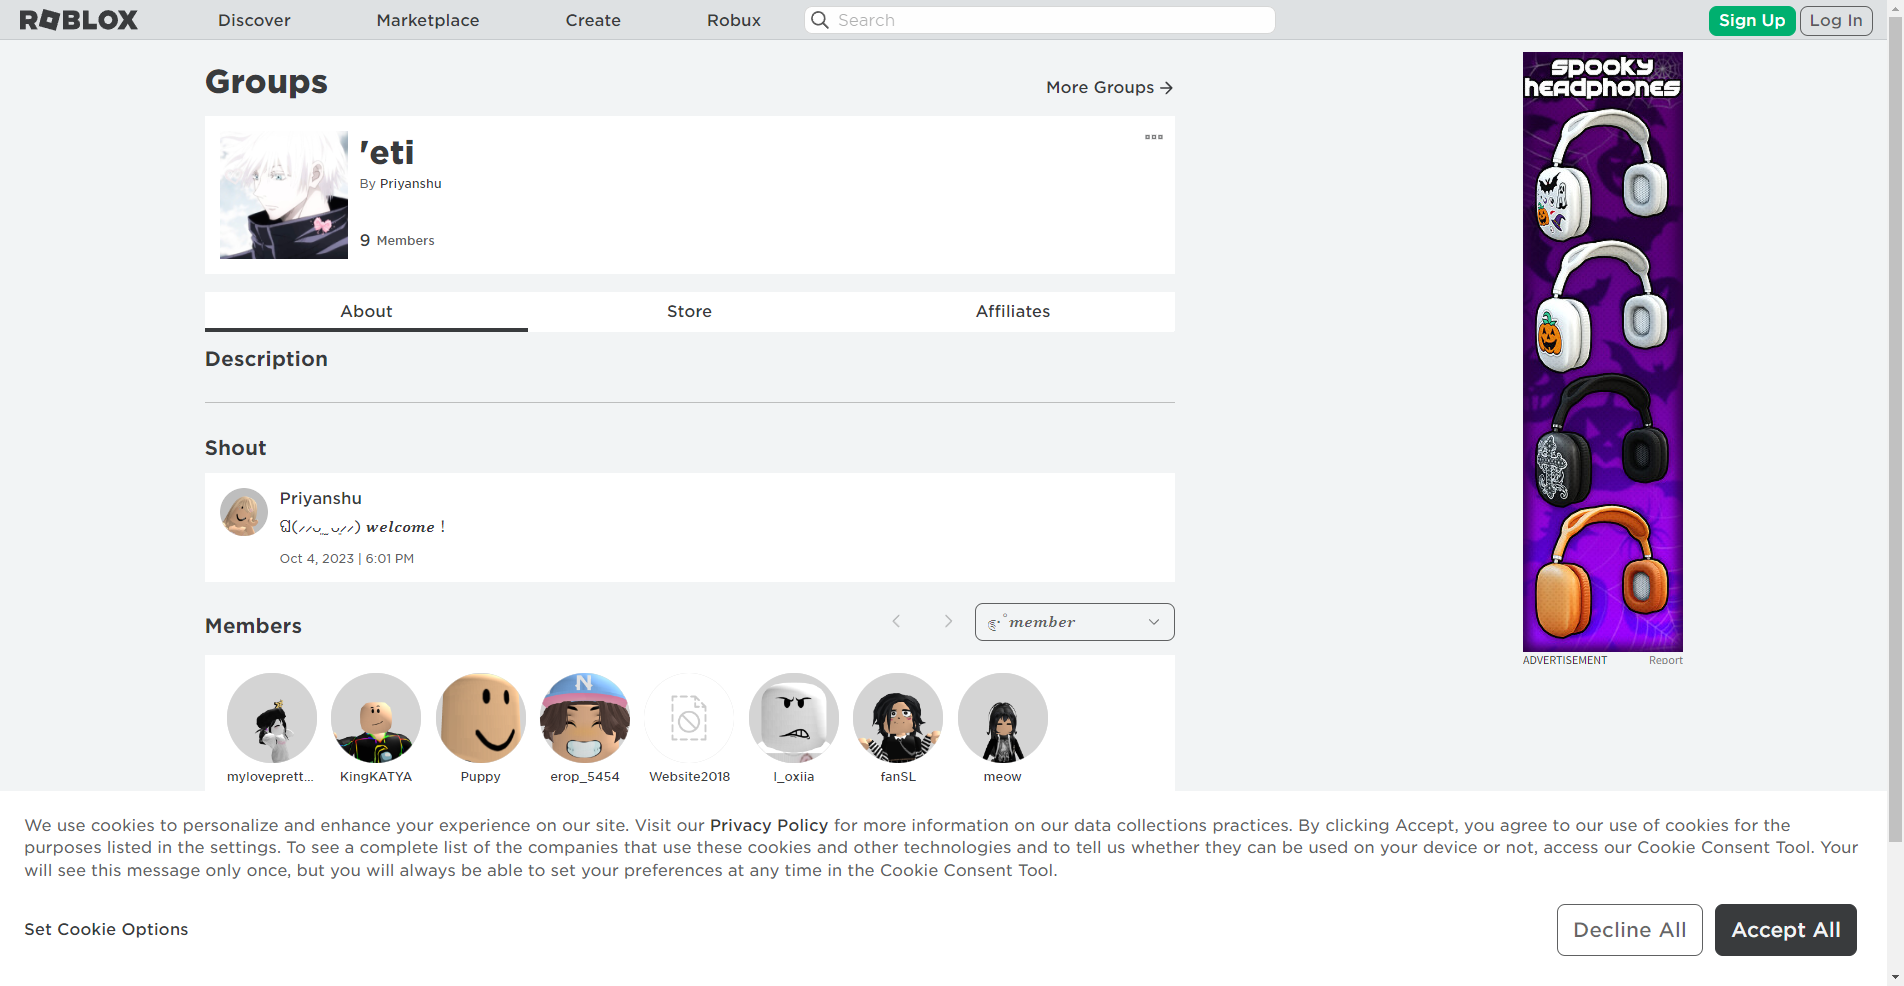 ROBLOX
Discover
Marketplace
Create
Robux
Search
Sign Up
Log In
Groups
More Groups →
'eti
By Priyanshu
9 Members
About
Store
Affiliates
Description
Shout
Priyanshu
𝒘𝒆𝒍𝒄𝒐𝒎𝒆 !
Oct 4, 2023 | 6:01 PM
Members
𝒎𝒆𝒎𝒃𝒆𝒓
myloveprett...
KingKATYA
Puppy
erop_5454
Website2018
l_oxiia
fanSL
meow
SPOOKY
HEADPHONES
ADVERTISEMENT
Report
We use cookies to personalize and enhance your experience on our site. Visit our Privacy Policy for more information on our data collections practices. By clicking Accept, you agree to our use of cookies for the
purposes listed in the settings. To see a complete list of the companies that use these cookies and other technologies and to tell us whether they can be used on your device or not, access our Cookie Consent Tool. Your
will see this message only once, but you will always be able to set your preferences at any time in the Cookie Consent Tool.
Set Cookie Options
Decline All
Accept All